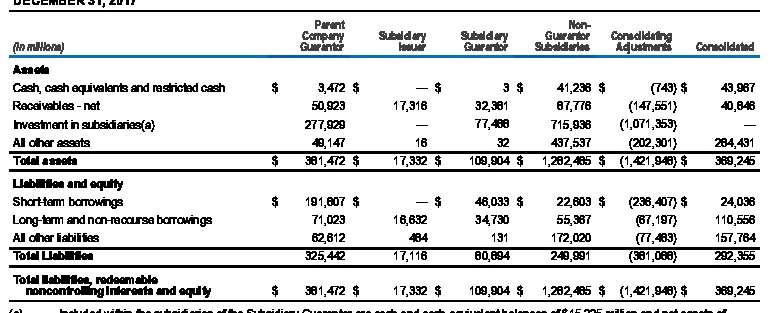 DECEMBER 31, 2017
(In millions) Parent Company Guarantor Subsidiary Issuer Subsidiary Guarantor Non-Guarantor Subsidiaries Consolidating Adjustments Consolidated
Assets
Cash, cash equivalents and restricted cash $ 3,472 $ — $ 3 $ 41,236 $ (743) $ 43,967
Receivables - net 50,923 17,316 32,381 87,776 (147,551) 40,846
Investment in subsidiaries(a) 277,929 — 77,488 715,936 (1,071,353) —
All other assets 49,147 16 32 437,537 (202,301) 284,431
Total assets $ 381,472 $ 17,332 $ 109,904 $ 1,282,485 $ (1,421,948) $ 369,245
Liabilities and equity
Short-term borrowings $ 191,807 $ — $ 46,033 $ 22,603 $ (236,407) $ 24,036
Long-term and non-recourse borrowings 71,023 16,632 34,730 55,367 (67,197) 110,556
All other liabilities 62,612 484 131 172,020 (77,483) 157,764
Total Liabilities 325,442 17,116 80,894 249,991 (381,088) 292,355
Total liabilities, redeemable
noncontrolling interests and equity $ 381,472 $ 17,332 $ 109,904 $ 1,282,485 $ (1,421,948) $ 369,245
(a) Included within the subsidiaries of the Subsidiary Guarantor are cash and cash equivalent balances of $15,225 million and net assets of